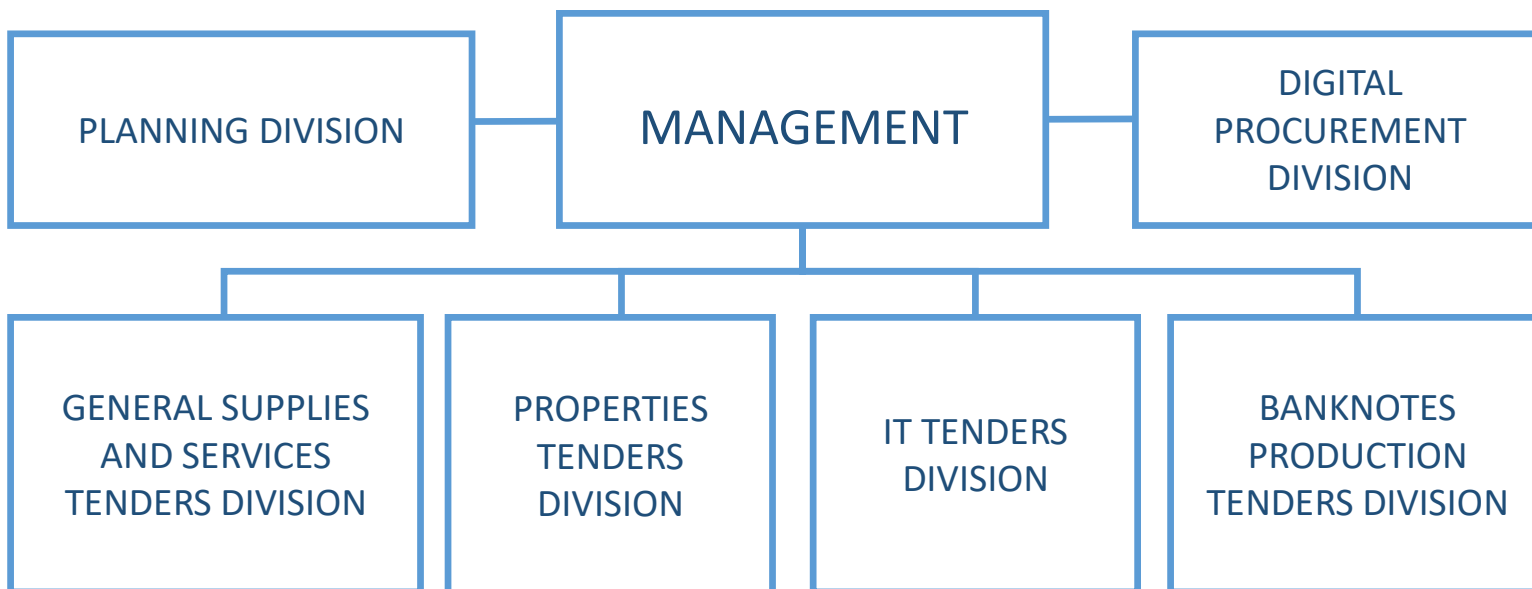 PLANNING DIVISION
MANAGEMENT
DIGITAL
PROCUREMENT
DIVISION
GENERAL SUPPLIES
AND SERVICES
TENDERS DIVISION
PROPERTIES
TENDERS
DIVISION
IT TENDERS
DIVISION
BANKNOTES
PRODUCTION
TENDERS DIVISION